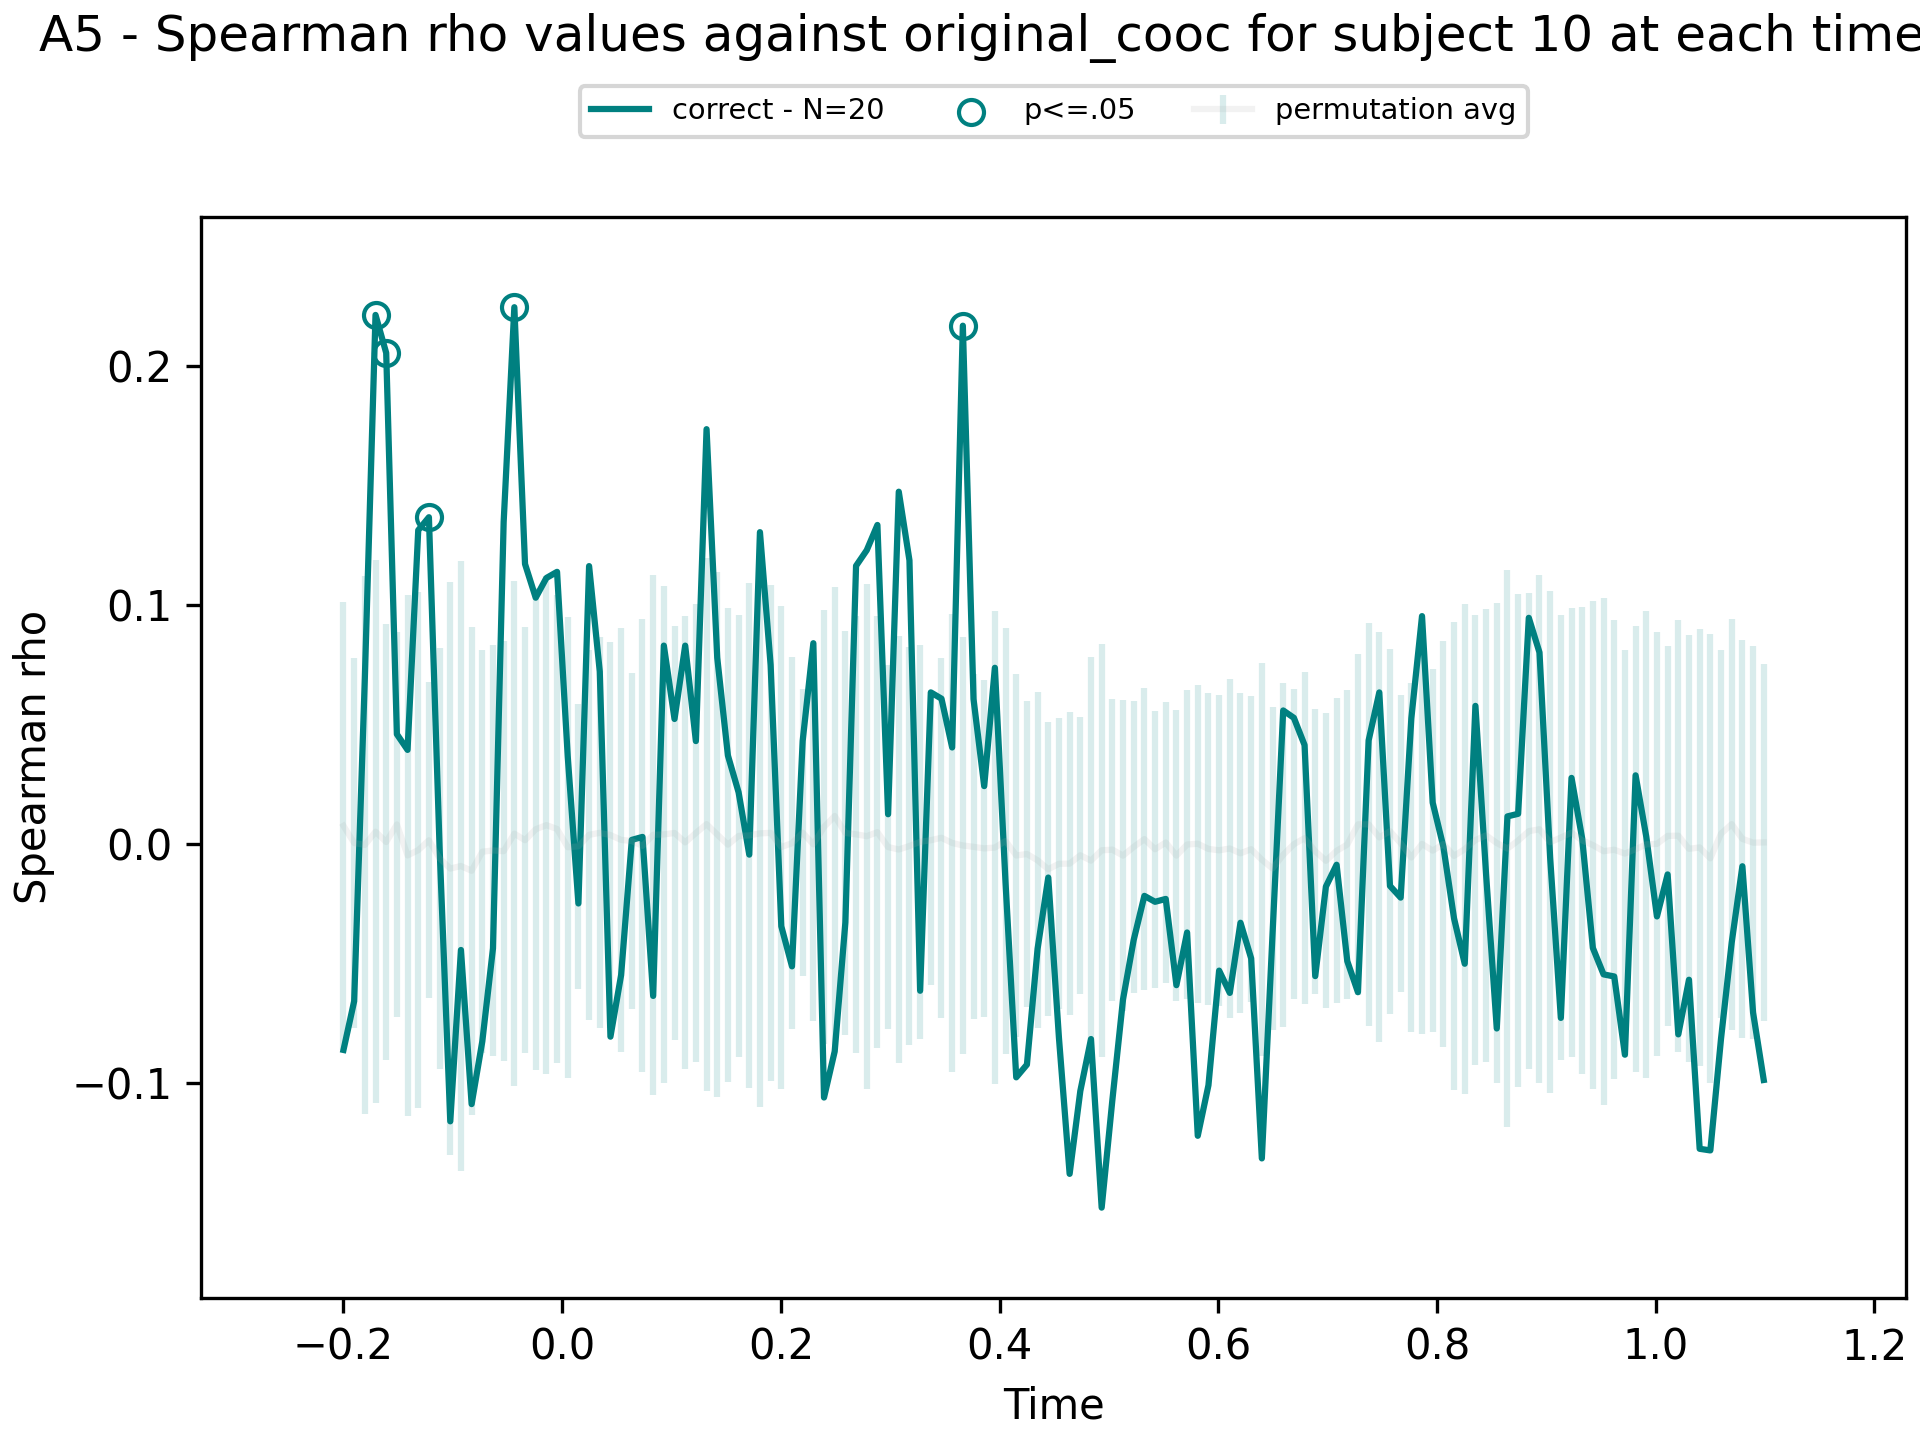 A5 - Spearman rho values against original_cooc for subject 10 at each time
correct - N=20 p<=.05 permutation avg
Spearman rho
0.2
0.1
0.0
−0.1
−0.2 0.0 0.2 0.4 0.6 0.8 1.0 1.2
Time